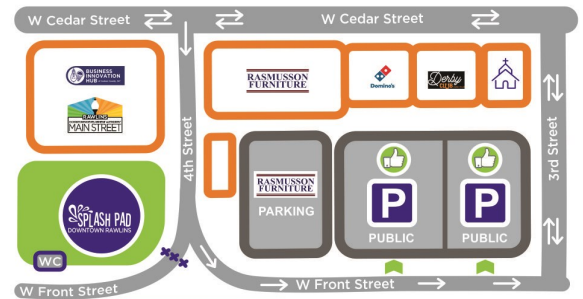 W Cedar Street
W Cedar Street
BUSINESS
INNOVATION
HUB
RAWLINS
MAIN STREET
RASMUSSON
FURNITURE
Domino's
Derby
CLUB
4th Street
3rd Street
SPLASH PAD
DOWNTOWN RAWLINS
WC
RASMUSSON
FURNITURE
PARKING
P
PUBLIC
P
PUBLIC
W Front Street
W Front Street